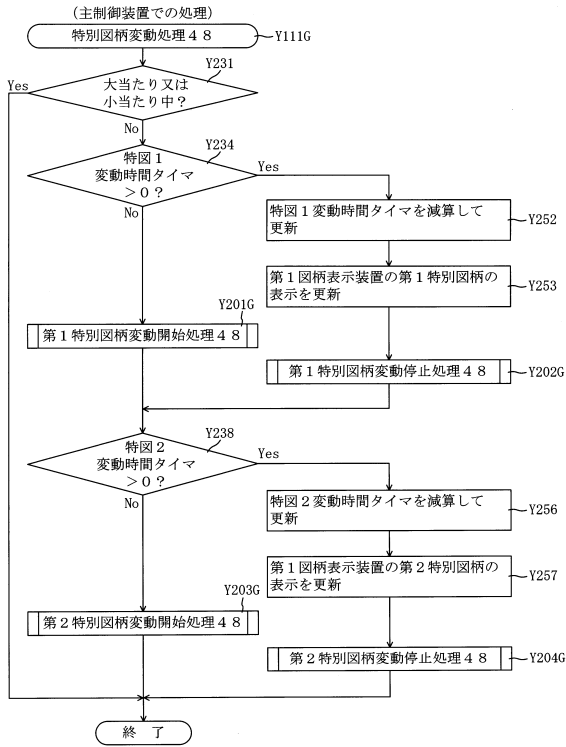 (主制御装置での処理)
特別図柄変動処理４８
Y111G
Y231
大当たり又は
小当たり中？
Yes
No
Y234
特図１
変動時間タイマ
＞０？
Yes
No
特図１変動時間タイマを減算して
更新
Y252
第１図柄表示装置の第１特別図柄の
表示を更新
Y253
Y201G
第１特別図柄変動開始処理４８
第１特別図柄変動停止処理４８
Y202G
Y238
特図２
変動時間タイマ
＞０？
Yes
No
特図２変動時間タイマを減算して
更新
Y256
第１図柄表示装置の第２特別図柄の
表示を更新
Y257
Y203G
第２特別図柄変動開始処理４８
第２特別図柄変動停止処理４８
Y204G
終　了